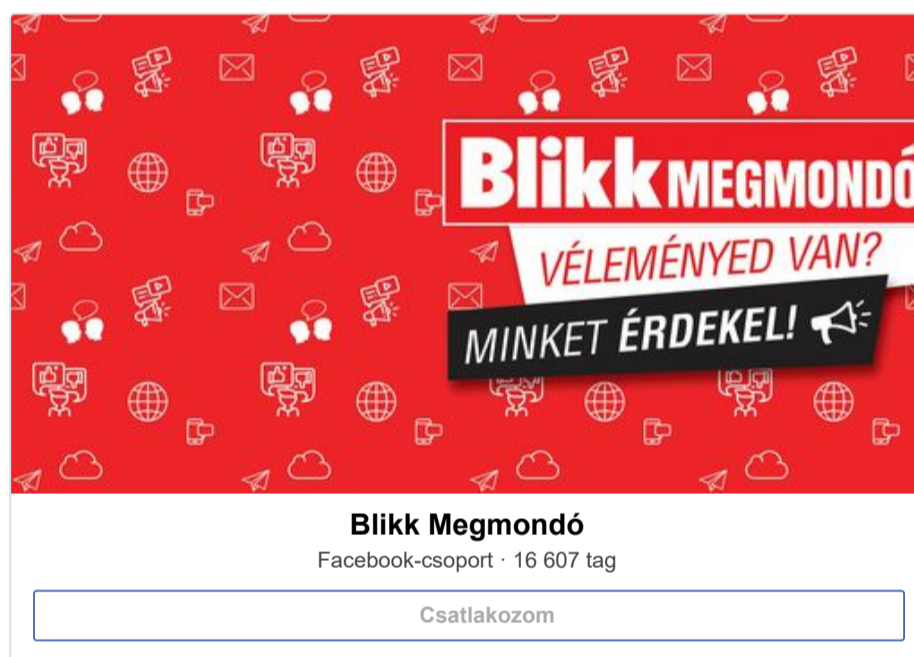 Blikk MEGMONDÓ
VÉLEMÉNYED VAN?
MINKET ÉRDEKEL!
Blikk Megmondó
Facebook-csoport · 16 607 tag
Csatlakozom